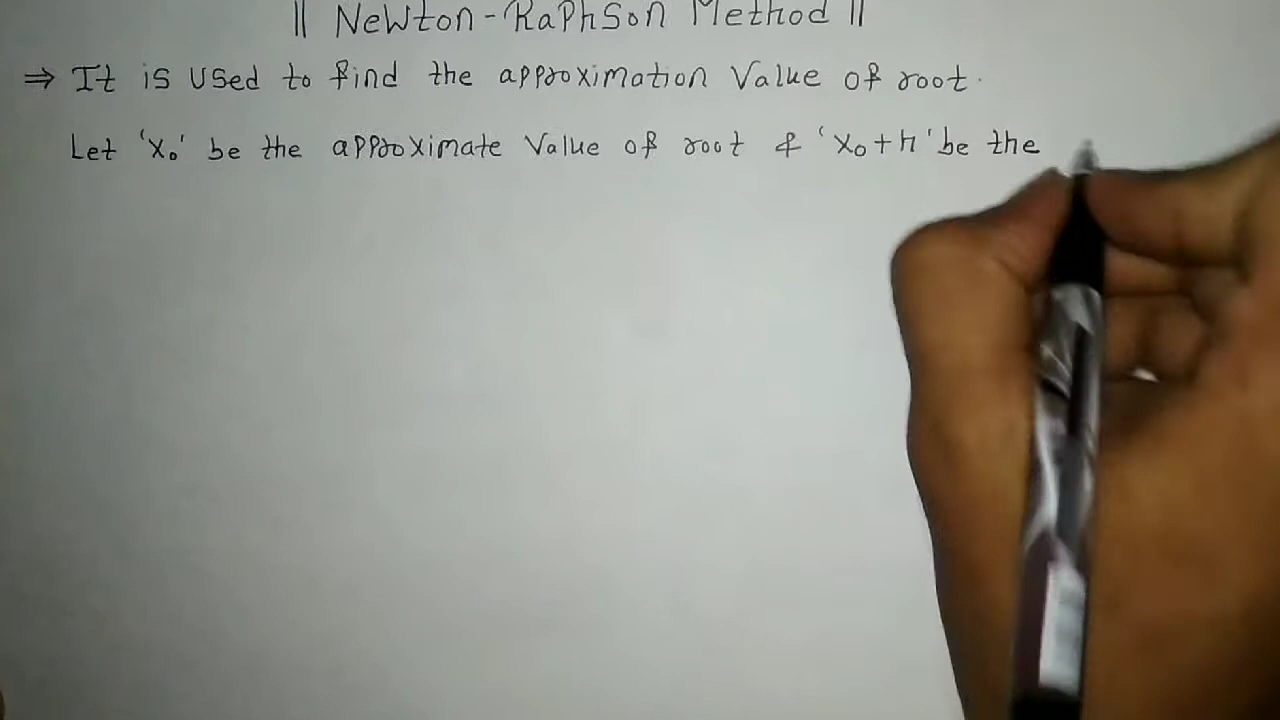 || Newton-Raphson Method ||
⇒ It is used to find the approximation Value of root.
Let 'x₀' be the approximate Value of root & 'x₀+h' be the